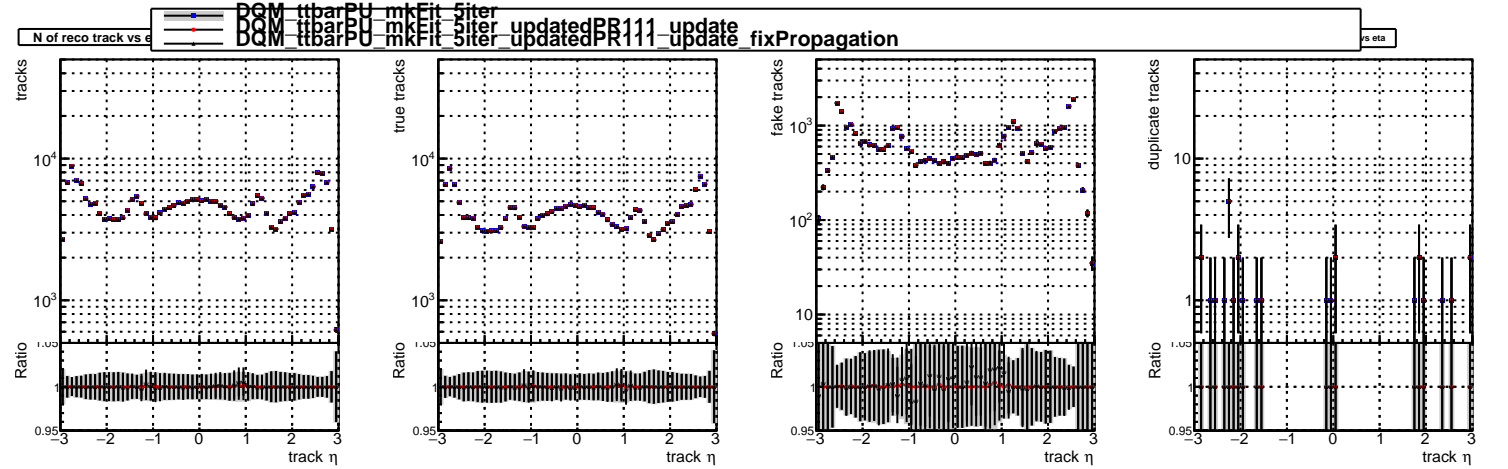 DQM_ttbarPU_mkFit_5iter
DQM_ttbarPU_mkFit_5iter_updatedPR111_update
DQM_ttbarPU_mkFit_5iter_updatedPR111_update_fixPropagation
N of reco track vs e
vs eta
tracks
10⁴
10³
Ratio
1.05
1
0.95
−3 −2 −1 0 1 2 3
track η
true tracks
10⁴
10³
Ratio
1.05
1
0.95
−3 −2 −1 0 1 2 3
track η
fake tracks
10³
10²
10
Ratio
1.05
1
0.95
−3 −2 −1 0 1 2 3
track η
duplicate tracks
10
1
Ratio
1.05
1
0.95
−3 −2 −1 0 1 2 3
track η